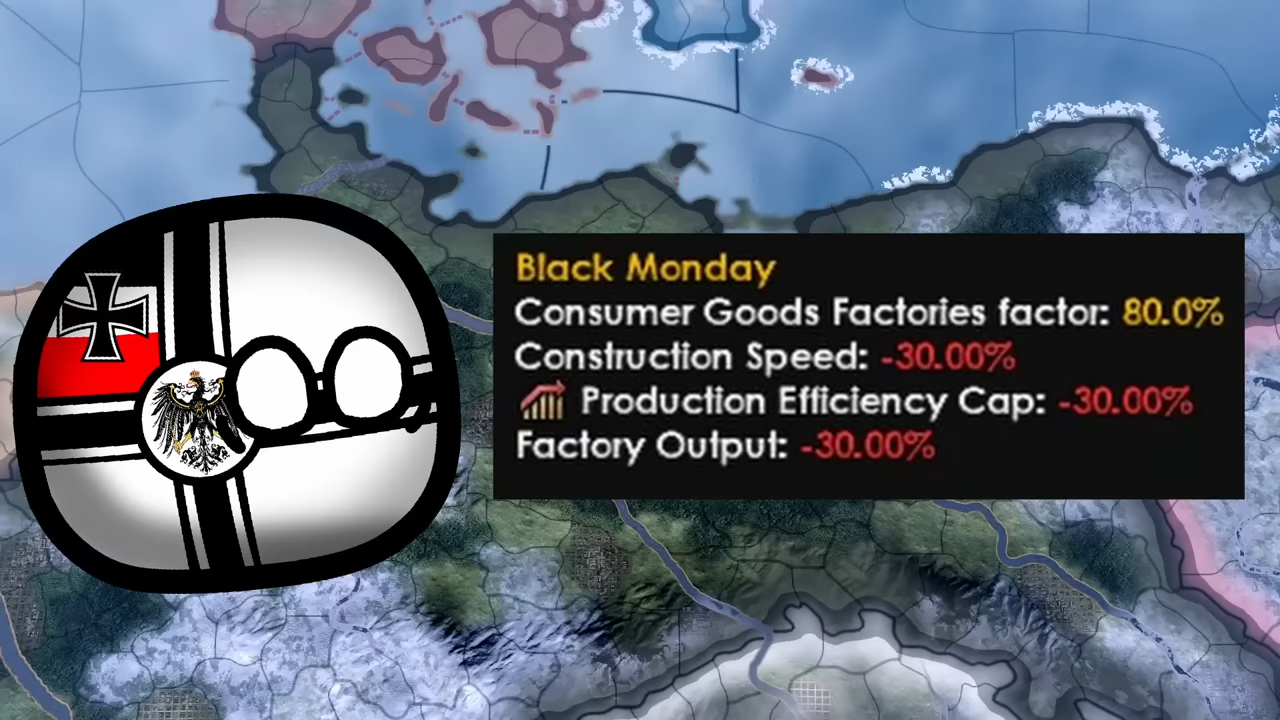 Black Monday
Consumer Goods Factories factor: 80.0%
Construction Speed: -30.00%
Production Efficiency Cap: -30.00%
Factory Output: -30.00%